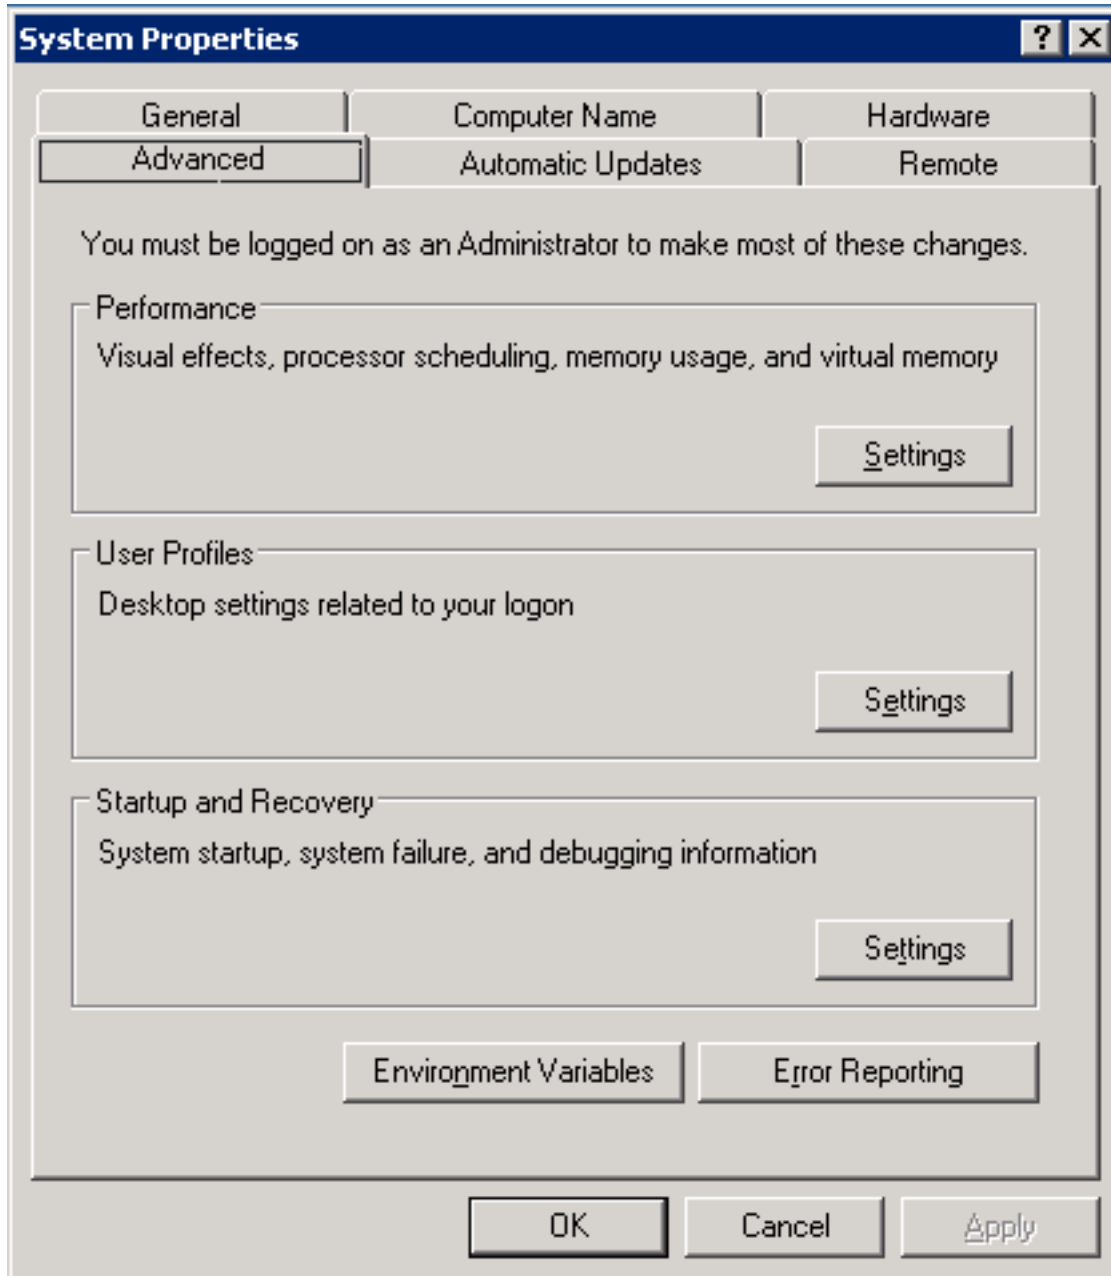 System Properties
General
Computer Name
Hardware
Advanced
Automatic Updates
Remote
You must be logged on as an Administrator to make most of these changes.
Performance
Visual effects, processor scheduling, memory usage, and virtual memory
Settings
User Profiles
Desktop settings related to your logon
Settings
Startup and Recovery
System startup, system failure, and debugging information
Settings
Environment Variables
Error Reporting
OK
Cancel
Apply